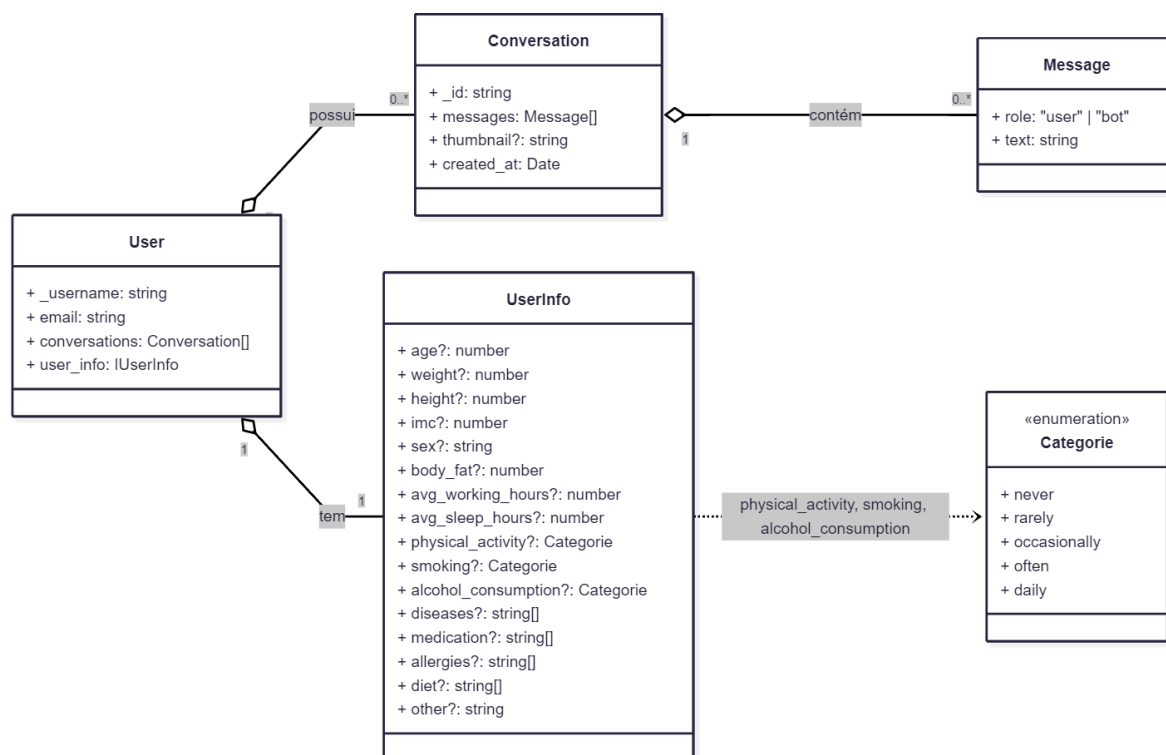 Conversation
+ _id: string
+ messages: Message[]
+ thumbnail?: string
+ created_at: Date
Message
+ role: "user" | "bot"
+ text: string
possui
0..*
1
contém
0..*
User
+ _username: string
+ email: string
+ conversations: Conversation[]
+ user_info: IUserInfo
1
tem
1
UserInfo
+ age?: number
+ weight?: number
+ height?: number
+ imc?: number
+ sex?: string
+ body_fat?: number
+ avg_working_hours?: number
+ avg_sleep_hours?: number
+ physical_activity?: Categorie
+ smoking?: Categorie
+ alcohol_consumption?: Categorie
+ diseases?: string[]
+ medication?: string[]
+ allergies?: string[]
+ diet?: string[]
+ other?: string
physical_activity, smoking,
alcohol_consumption
«enumeration»
Categorie
+ never
+ rarely
+ occasionally
+ often
+ daily